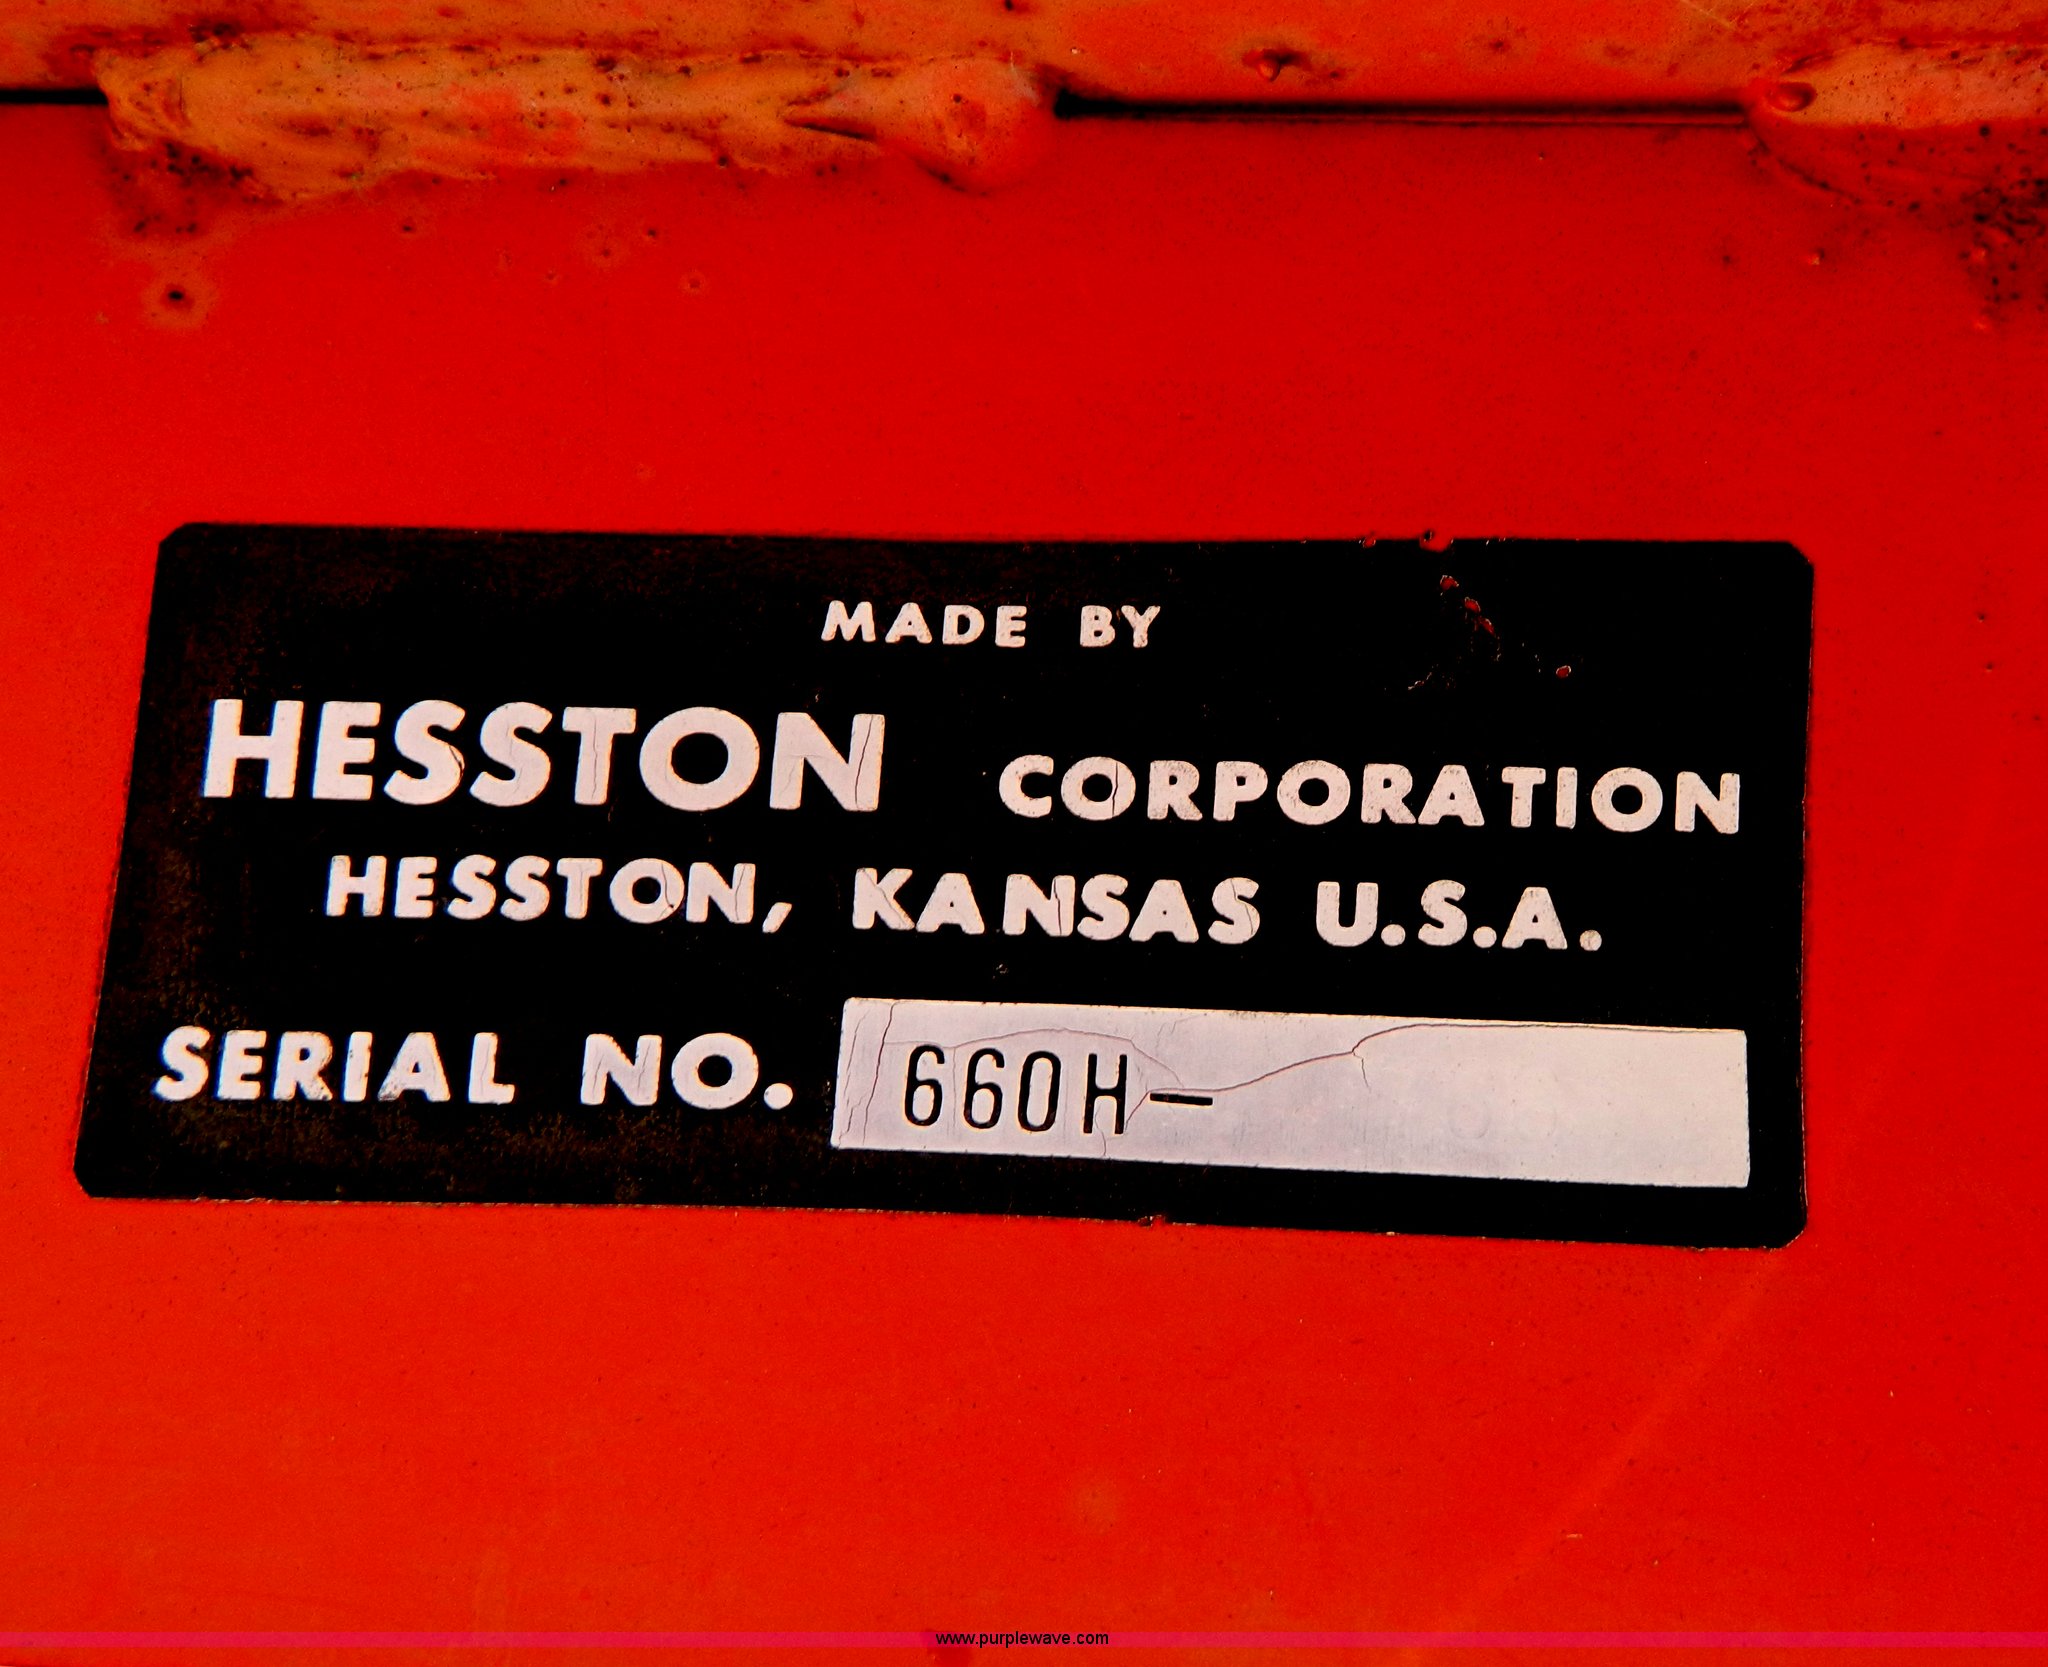 MADE BY
HESSTON CORPORATION
HESSTON, KANSAS U.S.A.
SERIAL NO. 660H-
www.purplewave.com